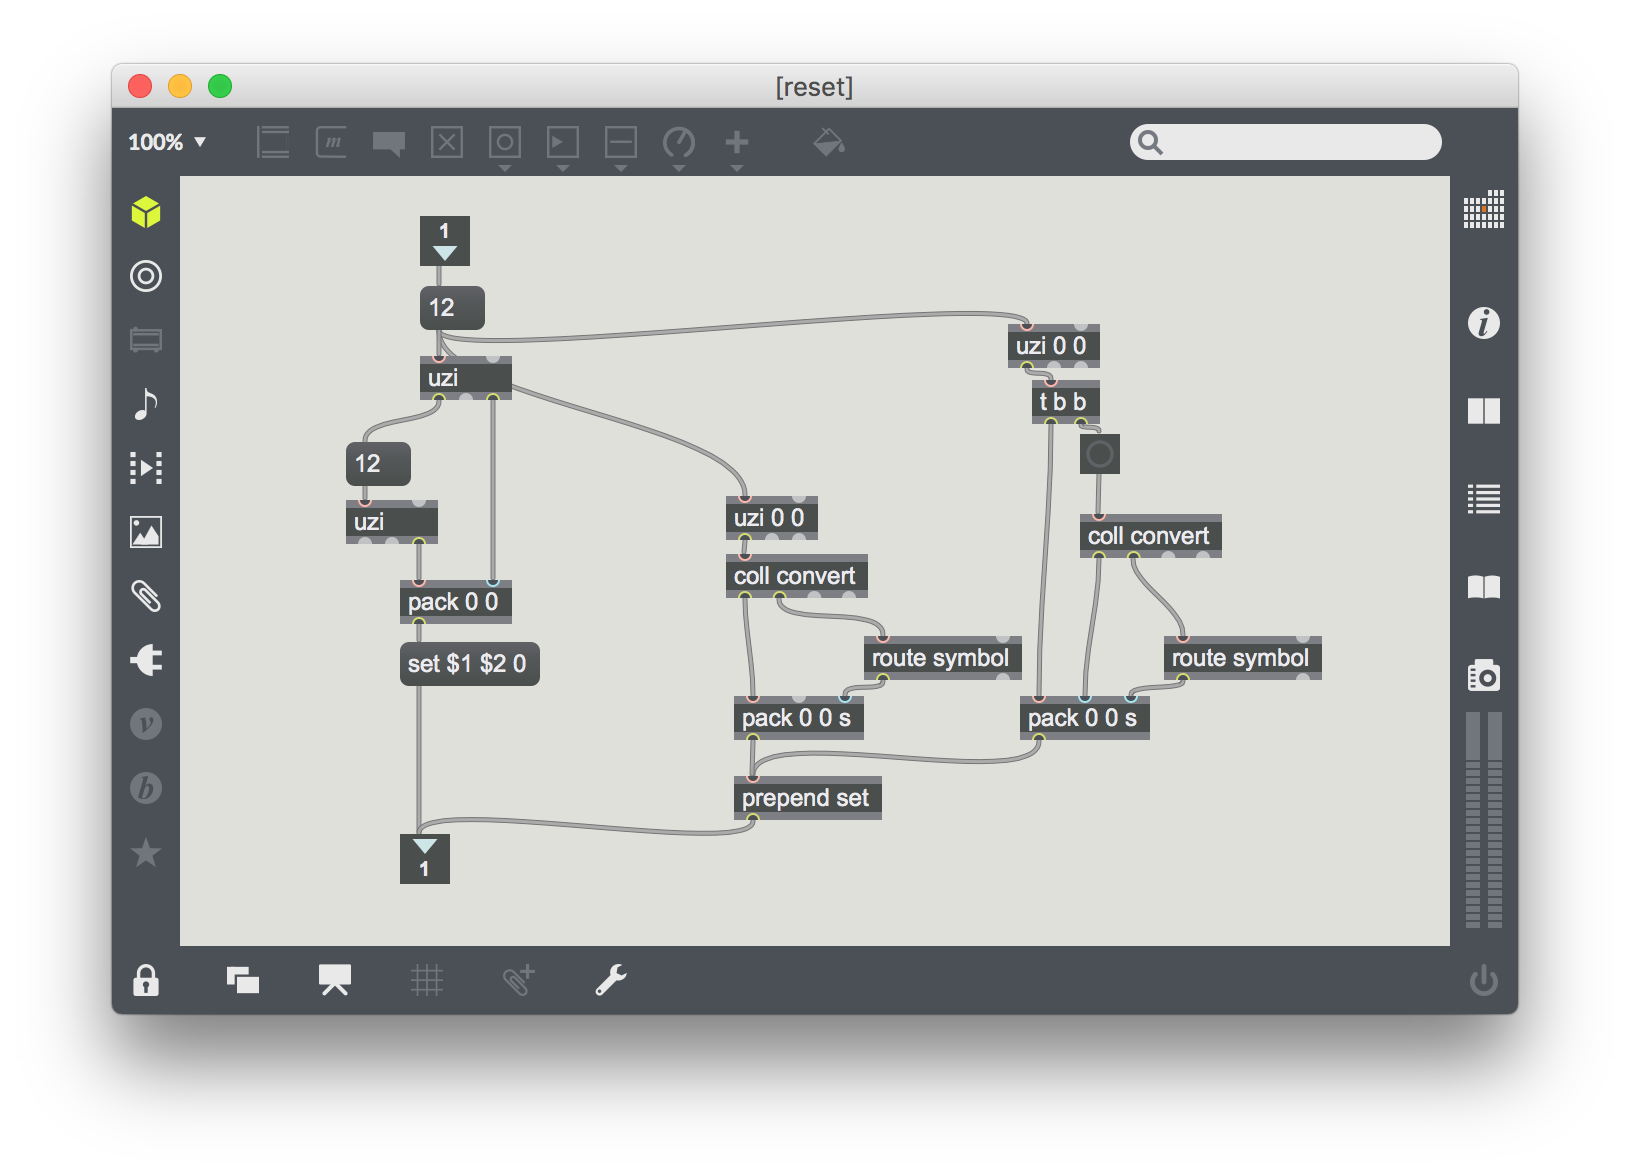 [reset]
100%
m
1
12
uzi
uzi 0 0
t b b
12
uzi
uzi 0 0
coll convert
coll convert
pack 0 0
set $1 $2 0
route symbol
route symbol
pack 0 0 s
pack 0 0 s
prepend set
1
i
v
b